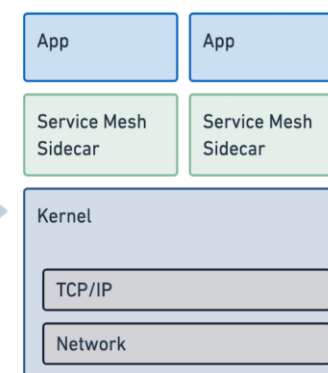 App
App
Service Mesh
Sidecar
Service Mesh
Sidecar
Kernel
TCP/IP
Network